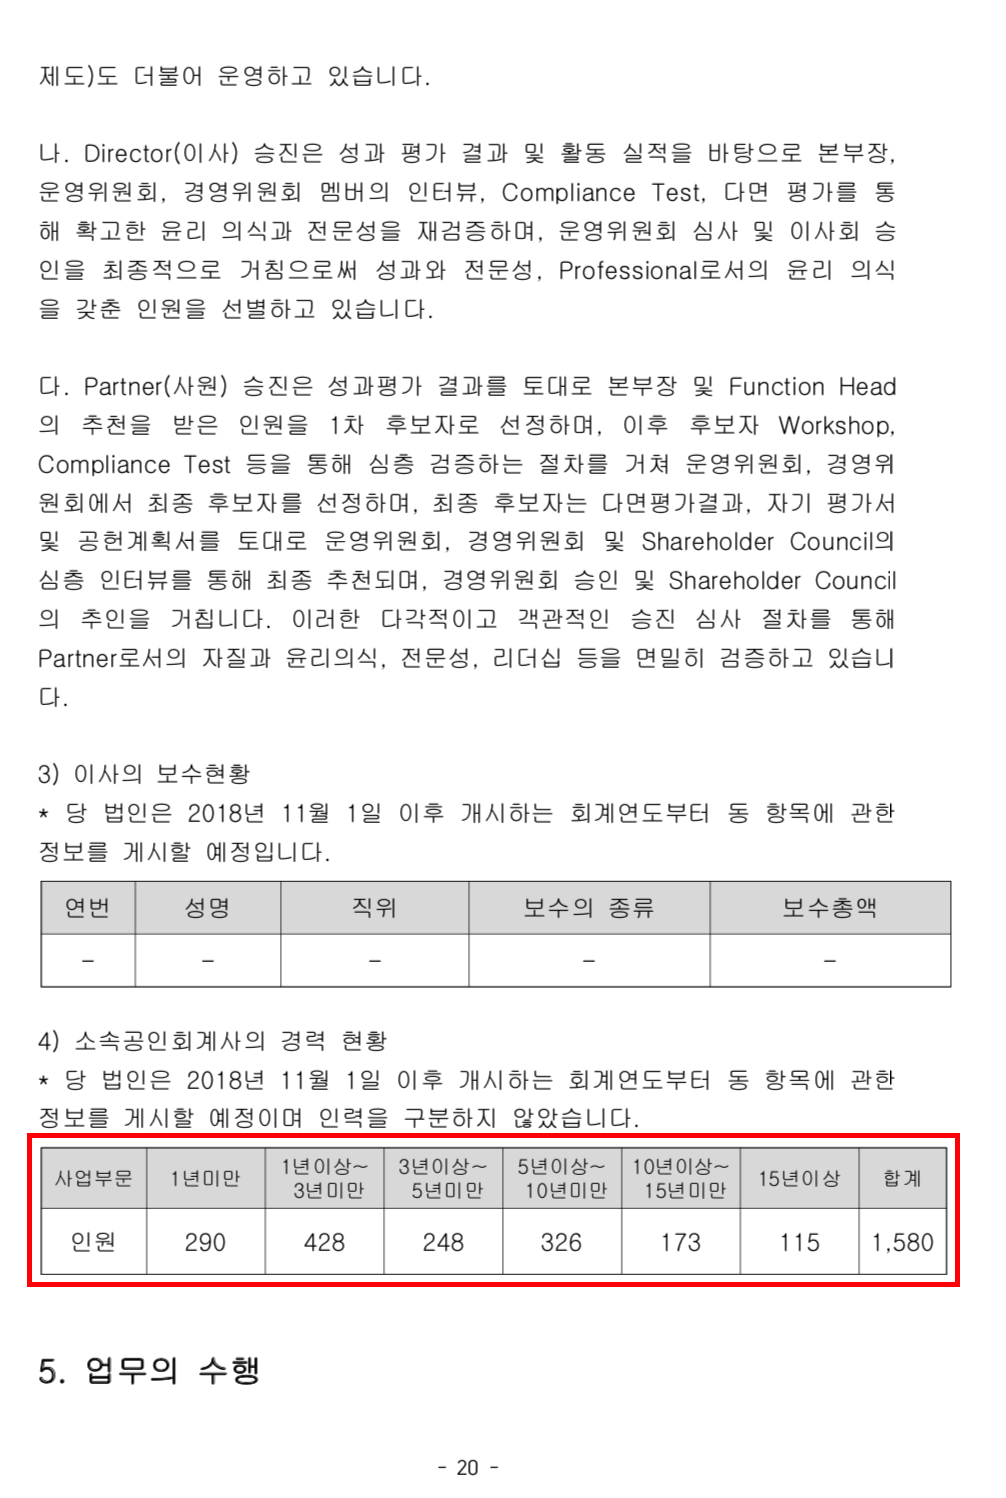 제도)도 더불어 운영하고 있습니다.
나. Director(이사) 승진은 성과 평가 결과 및 활동 실적을 바탕으로 본부장,
운영위원회, 경영위원회 멤버의 인터뷰, Compliance Test, 다면 평가를 통
해 확고한 윤리 의식과 전문성을 재검증하며, 운영위원회 심사 및 이사회 승
인을 최종적으로 거침으로써 성과와 전문성, Professional로서의 윤리 의식
을 갖춘 인원을 선별하고 있습니다.
다. Partner(사원) 승진은 성과평가 결과를 토대로 본부장 및 Function Head
의 추천을 받은 인원을 1차 후보자로 선정하며, 이후 후보자 Workshop,
Compliance Test 등을 통해 심층 검증하는 절차를 거쳐 운영위원회, 경영위
원회에서 최종 후보자를 선정하며, 최종 후보자는 다면평가결과, 자기 평가서
및 공헌계획서를 토대로 운영위원회, 경영위원회 및 Shareholder Council의
심층 인터뷰를 통해 최종 추천되며, 경영위원회 승인 및 Shareholder Council
의 추인을 거칩니다. 이러한 다각적이고 객관적인 승진 심사 절차를 통해
Partner로서의 자질과 윤리의식, 전문성, 리더십 등을 면밀히 검증하고 있습니
다.
3) 이사의 보수현황
* 당 법인은 2018년 11월 1일 이후 개시하는 회계연도부터 동 항목에 관한
정보를 게시할 예정입니다.
연번 성명 직위 보수의 종류 보수총액
- - - - -
4) 소속공인회계사의 경력 현황
* 당 법인은 2018년 11월 1일 이후 개시하는 회계연도부터 동 항목에 관한
정보를 게시할 예정이며 인력을 구분하지 않았습니다.
사업부문 1년미만 1년이상~ 3년미만 3년이상~ 5년미만 5년이상~ 10년미만 10년이상~ 15년미만 15년이상 합계
인원 290 428 248 326 173 115 1,580
5. 업무의 수행
- 20 -